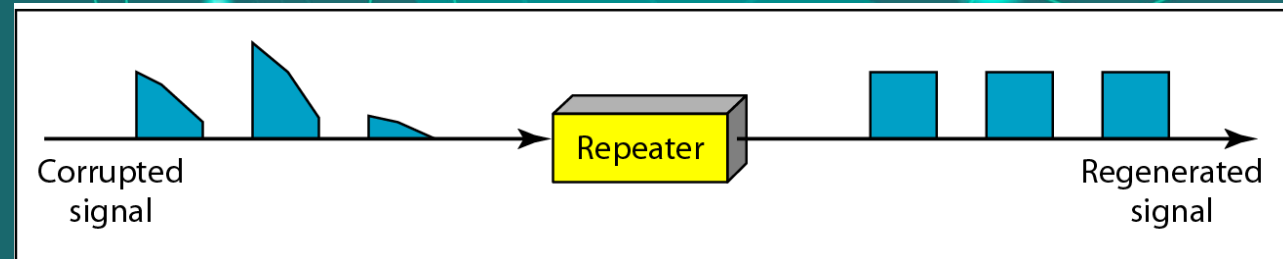 Repeater
Corrupted
signal
Regenerated
signal